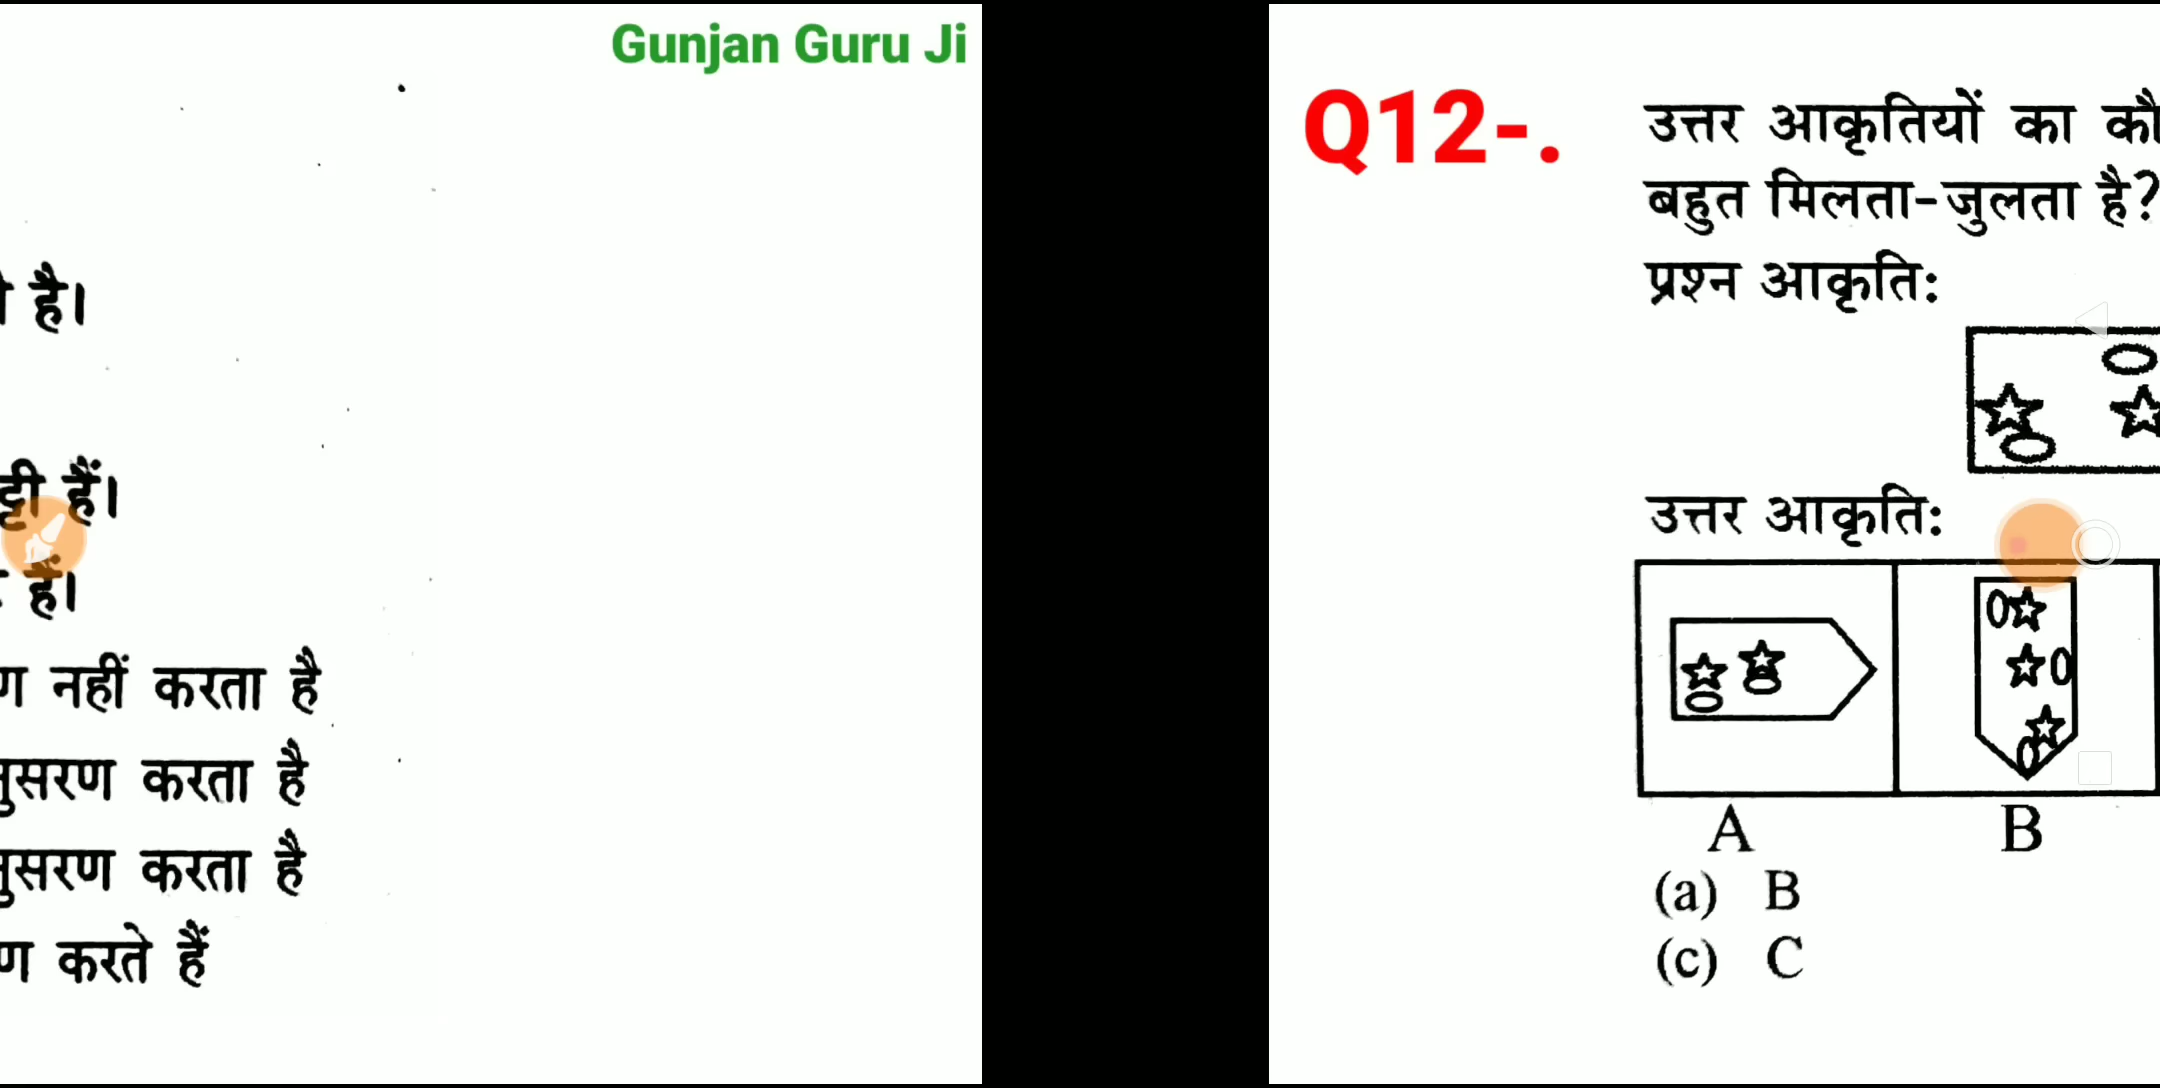 Gunjan Guru Ji
है।
हैं।
हैं।
नहीं करता है
करता है
करता है
करते हैं
Q12-.
उत्तर आकृतियों का
बहुत मिलता-जुलता है?
प्रश्न आकृति:
उत्तर आकृति:
A B
(a) B
(c) C